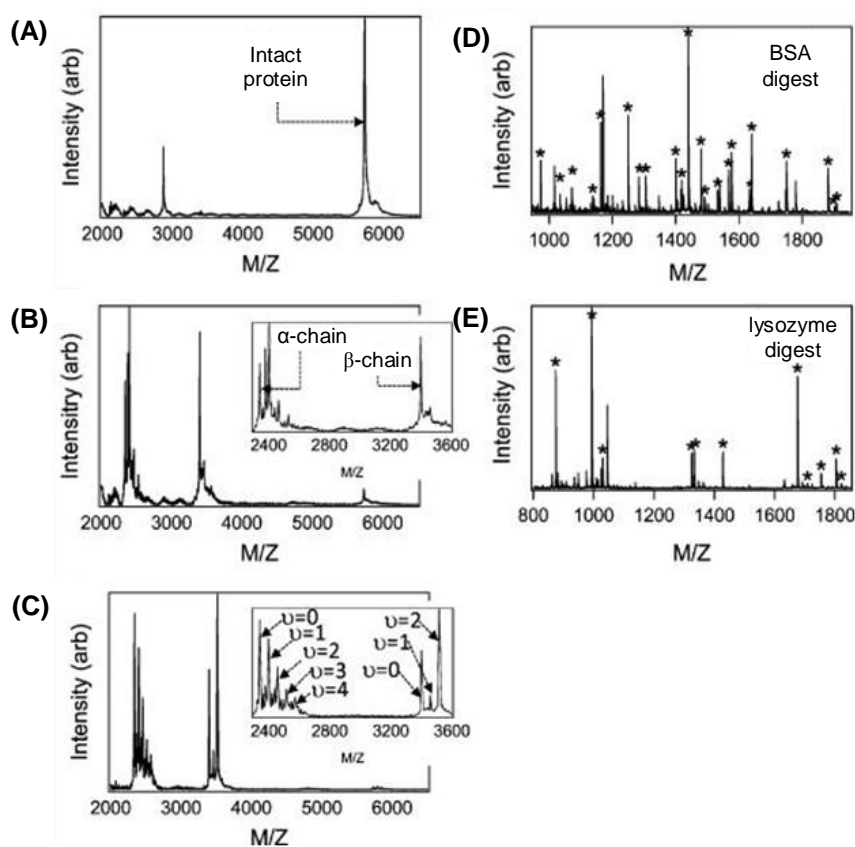 (A)
Intensity (arb)
Intact
protein
2000 3000 4000 5000 6000
M/Z
(B)
Intensitry (arb)
α-chain
β-chain
2400 2800 3200 3600
M/Z
2000 3000 4000 5000 6000
M/Z
(C)
Intensity (arb)
υ=0
υ=1
υ=2
υ=3
υ=4
υ=2
υ=1
υ=0
2400 2800 3200 3600
M/Z
2000 3000 4000 5000 6000
M/Z
(D)
Intensity (arb)
BSA
digest
1000 1200 1400 1600 1800
M/Z
(E)
Intensity (arb)
lysozyme
digest
800 1000 1200 1400 1600 1800
M/Z